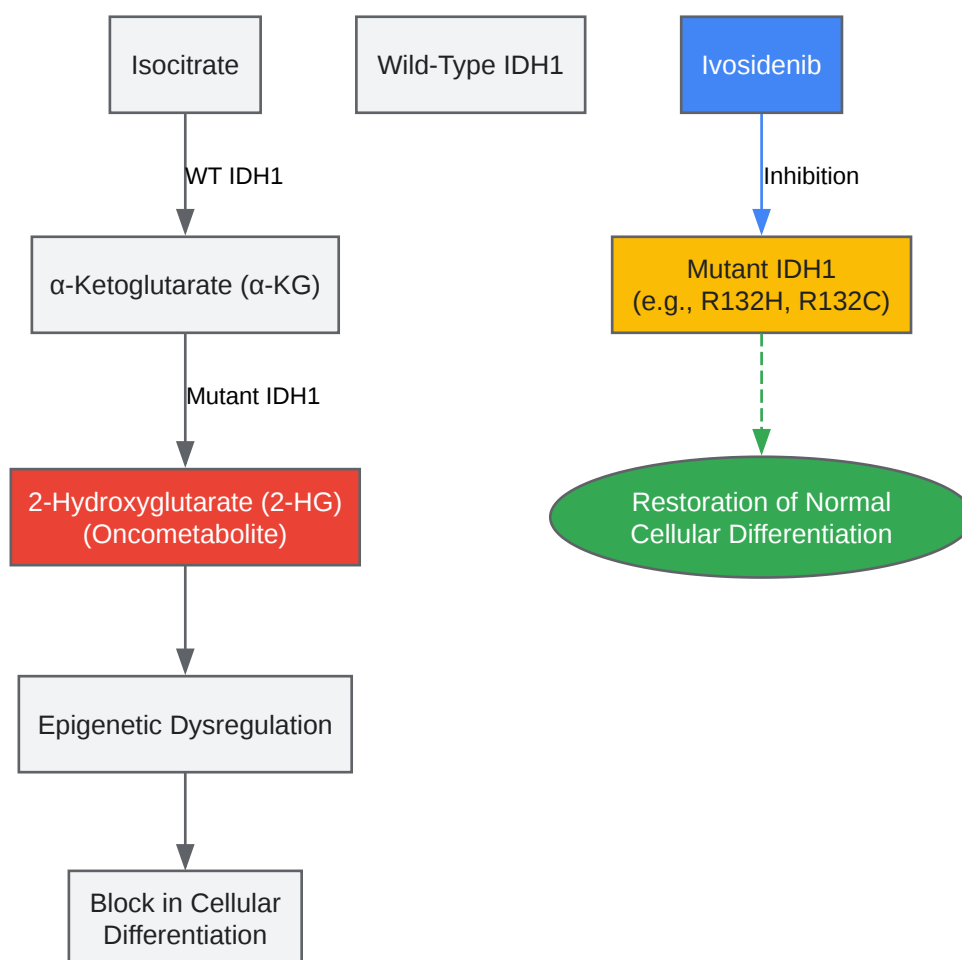 Isocitrate
Wild-Type IDH1
Ivosidenib
WT IDH1
Inhibition
α-Ketoglutarate (α-KG)
Mutant IDH1
(e.g., R132H, R132C)
Mutant IDH1
2-Hydroxyglutarate (2-HG)
(Oncometabolite)
Restoration of Normal
Cellular Differentiation
Epigenetic Dysregulation
Block in Cellular
Differentiation